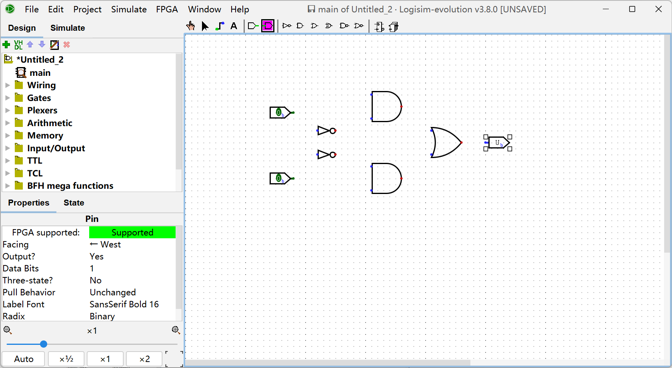 File Edit Project Simulate FPGA Window Help main of Untitled_2 - Logisim-evolution v3.8.0 [UNSAVED]
Design Simulate
A
VH
DL
*Untitled_2
main
Wiring
Gates
Plexers
Arithmetic
Memory
Input/Output
TTL
TCL
BFH mega functions
Properties State
Pin
FPGA supported: Supported
Facing ← West
Output? Yes
Data Bits 1
Three-state? No
Pull Behavior Unchanged
Label Font SansSerif Bold 16
Radix Binary
×1
Auto ×½ ×1 ×2
0
0
U